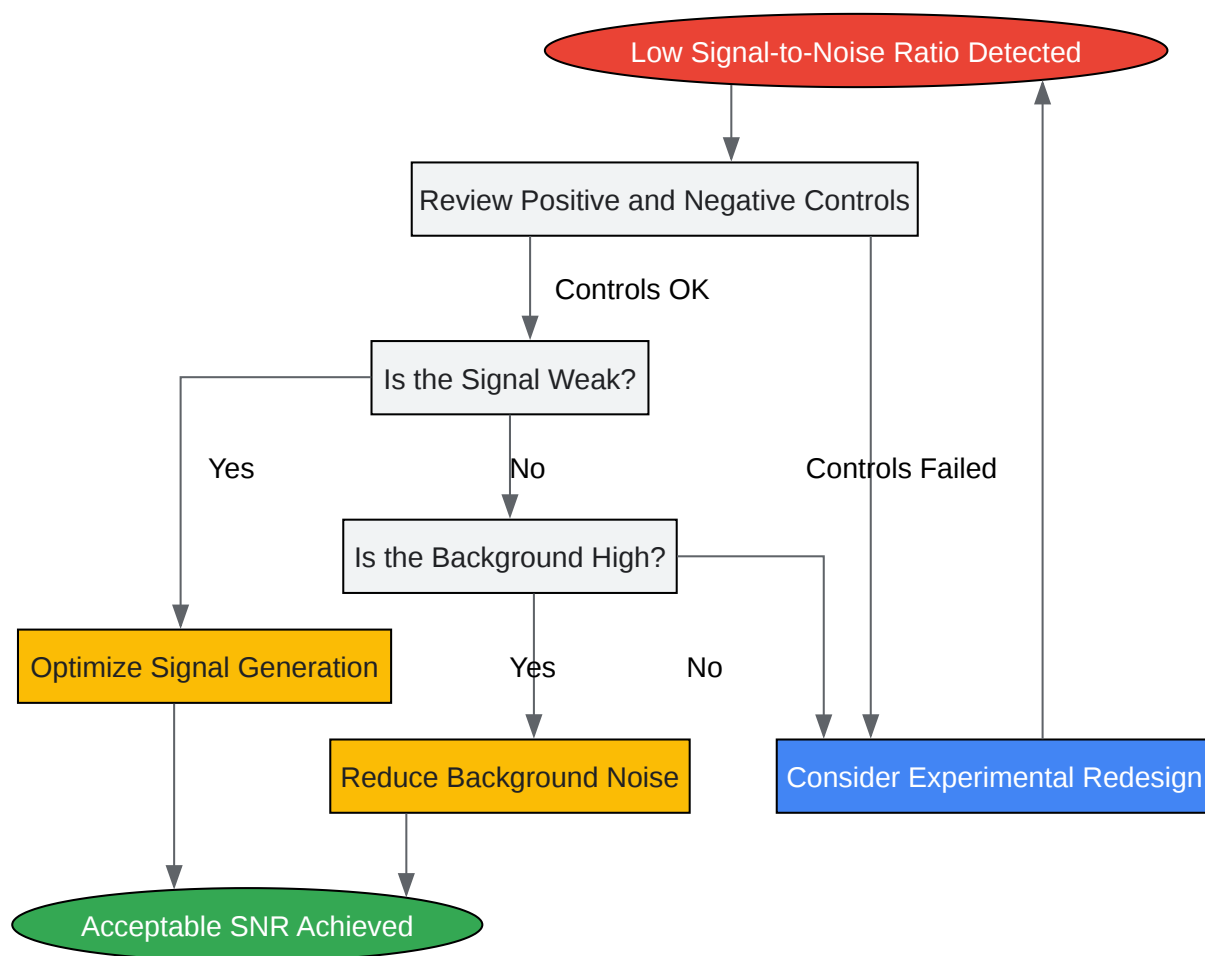 Low Signal-to-Noise Ratio Detected
Review Positive and Negative Controls
Controls OK
Is the Signal Weak?
Yes
No
Controls Failed
Is the Background High?
Optimize Signal Generation
Yes
No
Reduce Background Noise
Consider Experimental Redesign
Acceptable SNR Achieved